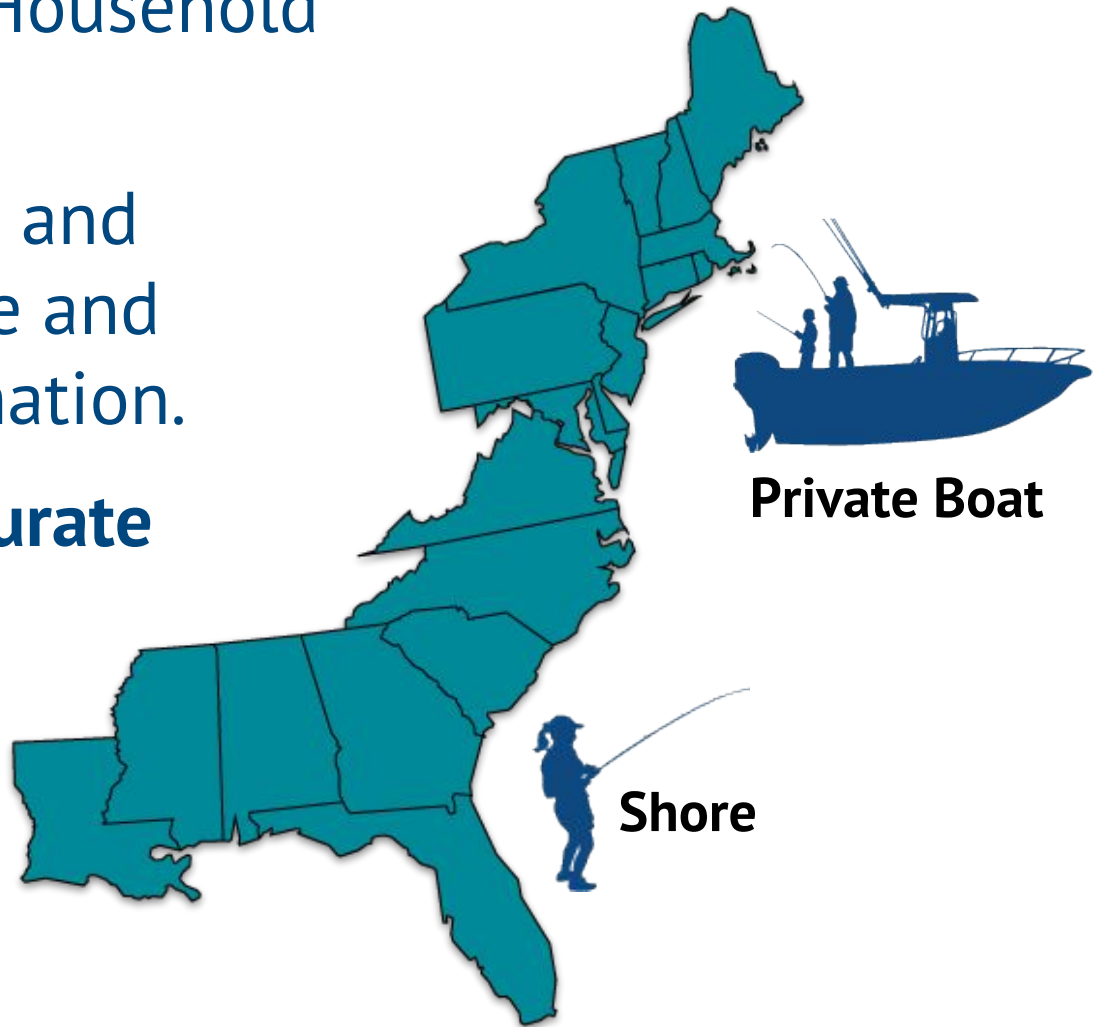 Household
and
e and
nation.
urate
Private Boat
Shore